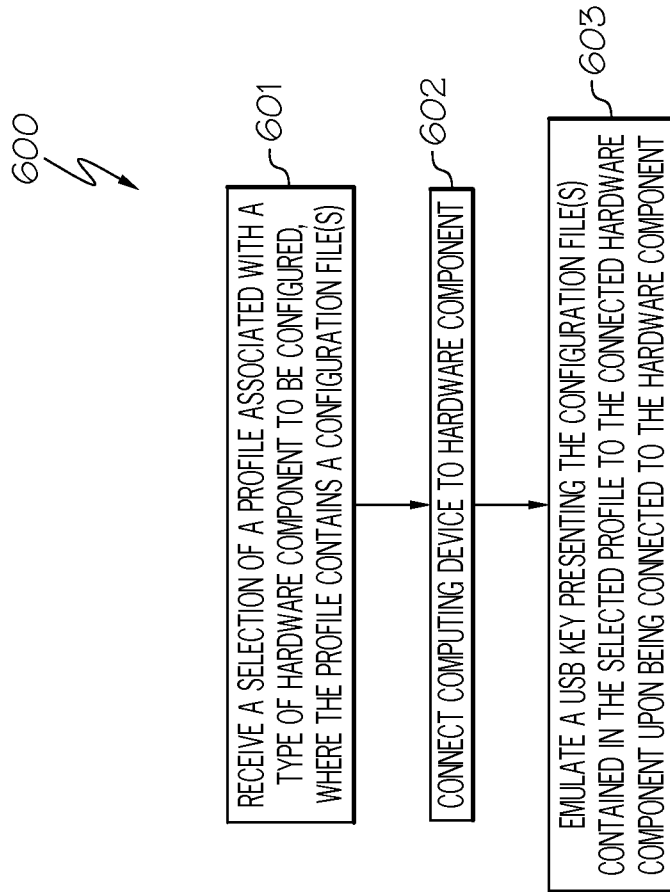 600
601
RECEIVE A SELECTION OF A PROFILE ASSOCIATED WITH A
TYPE OF HARDWARE COMPONENT TO BE CONFIGURED,
WHERE THE PROFILE CONTAINS A CONFIGURATION FILE(S)
602
CONNECT COMPUTING DEVICE TO HARDWARE COMPONENT
603
EMULATE A USB KEY PRESENTING THE CONFIGURATION FILE(S)
CONTAINED IN THE SELECTED PROFILE TO THE CONNECTED HARDWARE
COMPONENT UPON BEING CONNECTED TO THE HARDWARE COMPONENT